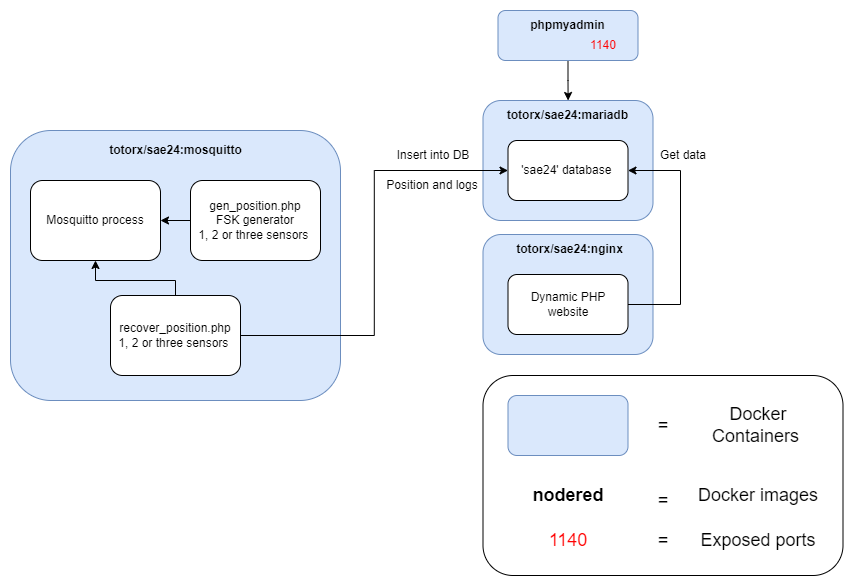 phpmyadmin
1140
totorx/sae24:mariadb
'sae24' database
totorx/sae24:mosquitto
Mosquitto process
gen_position.php
FSK generator
1, 2 or three sensors
recover_position.php
1, 2 or three sensors
Insert into DB
Position and logs
Get data
totorx/sae24:nginx
Dynamic PHP
website
=
Docker
Containers
nodered
=
Docker images
1140
=
Exposed ports